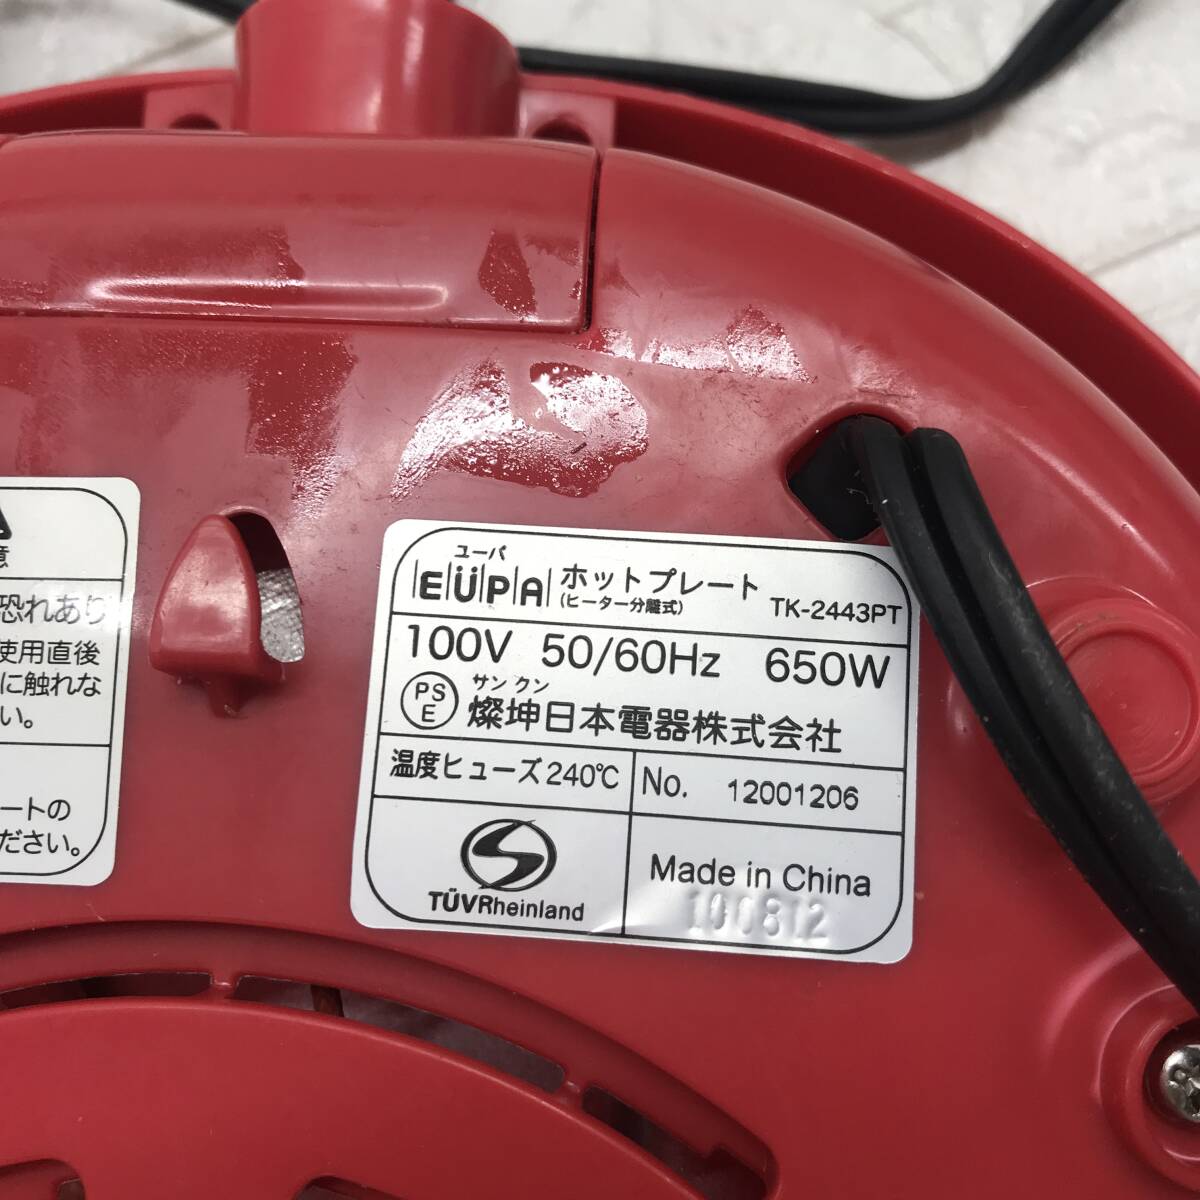 意
恐れあり
使用直後
に触れな
い。
ートの
ださい。
ユーパ
EÜPA ホットプレート
(ヒーター分離式) TK-2443PT
100V 50/60Hz 650W
サンクン
PSE 燦坤日本電器株式会社
温度ヒューズ240℃ No. 12001206
TÜVRheinland
Made in China
100812